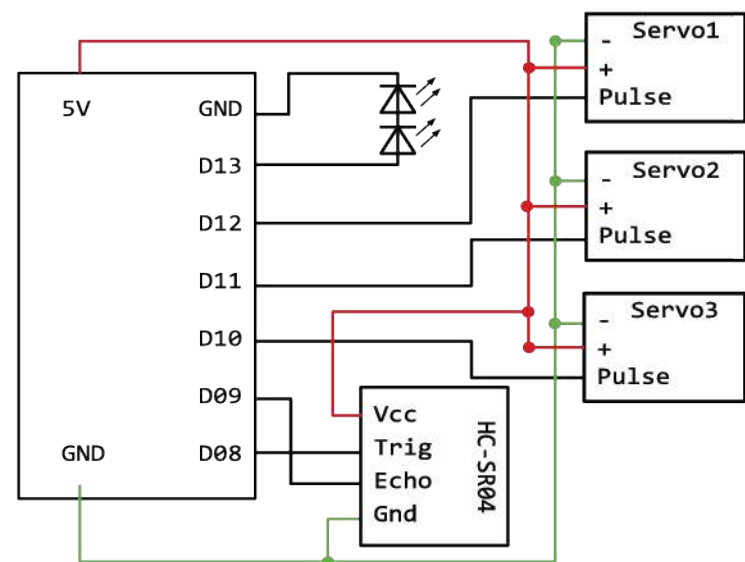 5V
GND
D13
D12
D11
D10
D09
GND
D08
Vcc
Trig
Echo
Gnd
HC-SR04
Servo1
-
+
Pulse
Servo2
-
+
Pulse
Servo3
-
+
Pulse